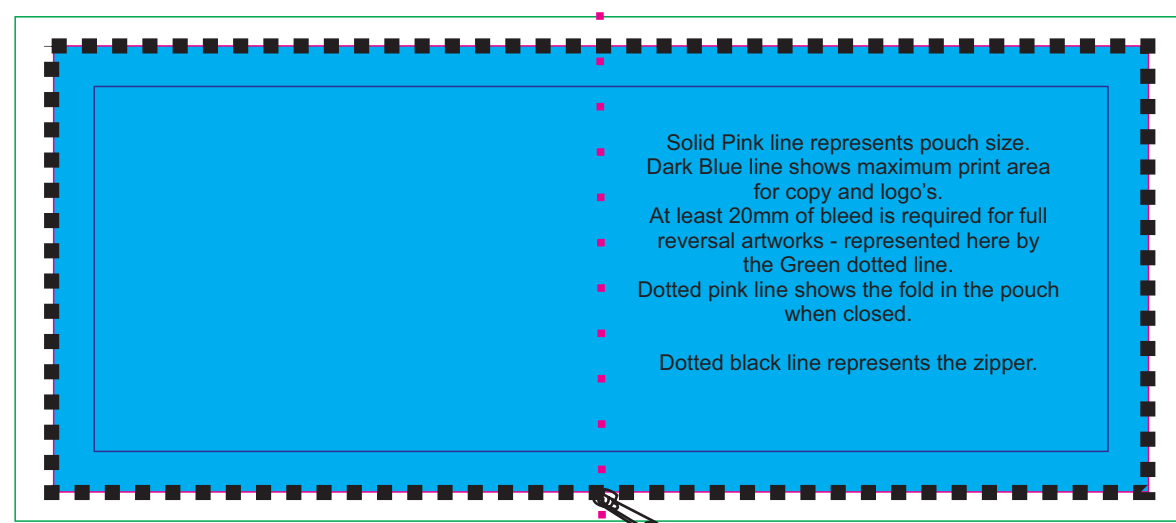 Solid Pink line represents pouch size.
Dark Blue line shows maximum print area
for copy and logo's.
At least 20mm of bleed is required for full
reversal artworks - represented here by
the Green dotted line.
Dotted pink line shows the fold in the pouch
when closed.
Dotted black line represents the zipper.